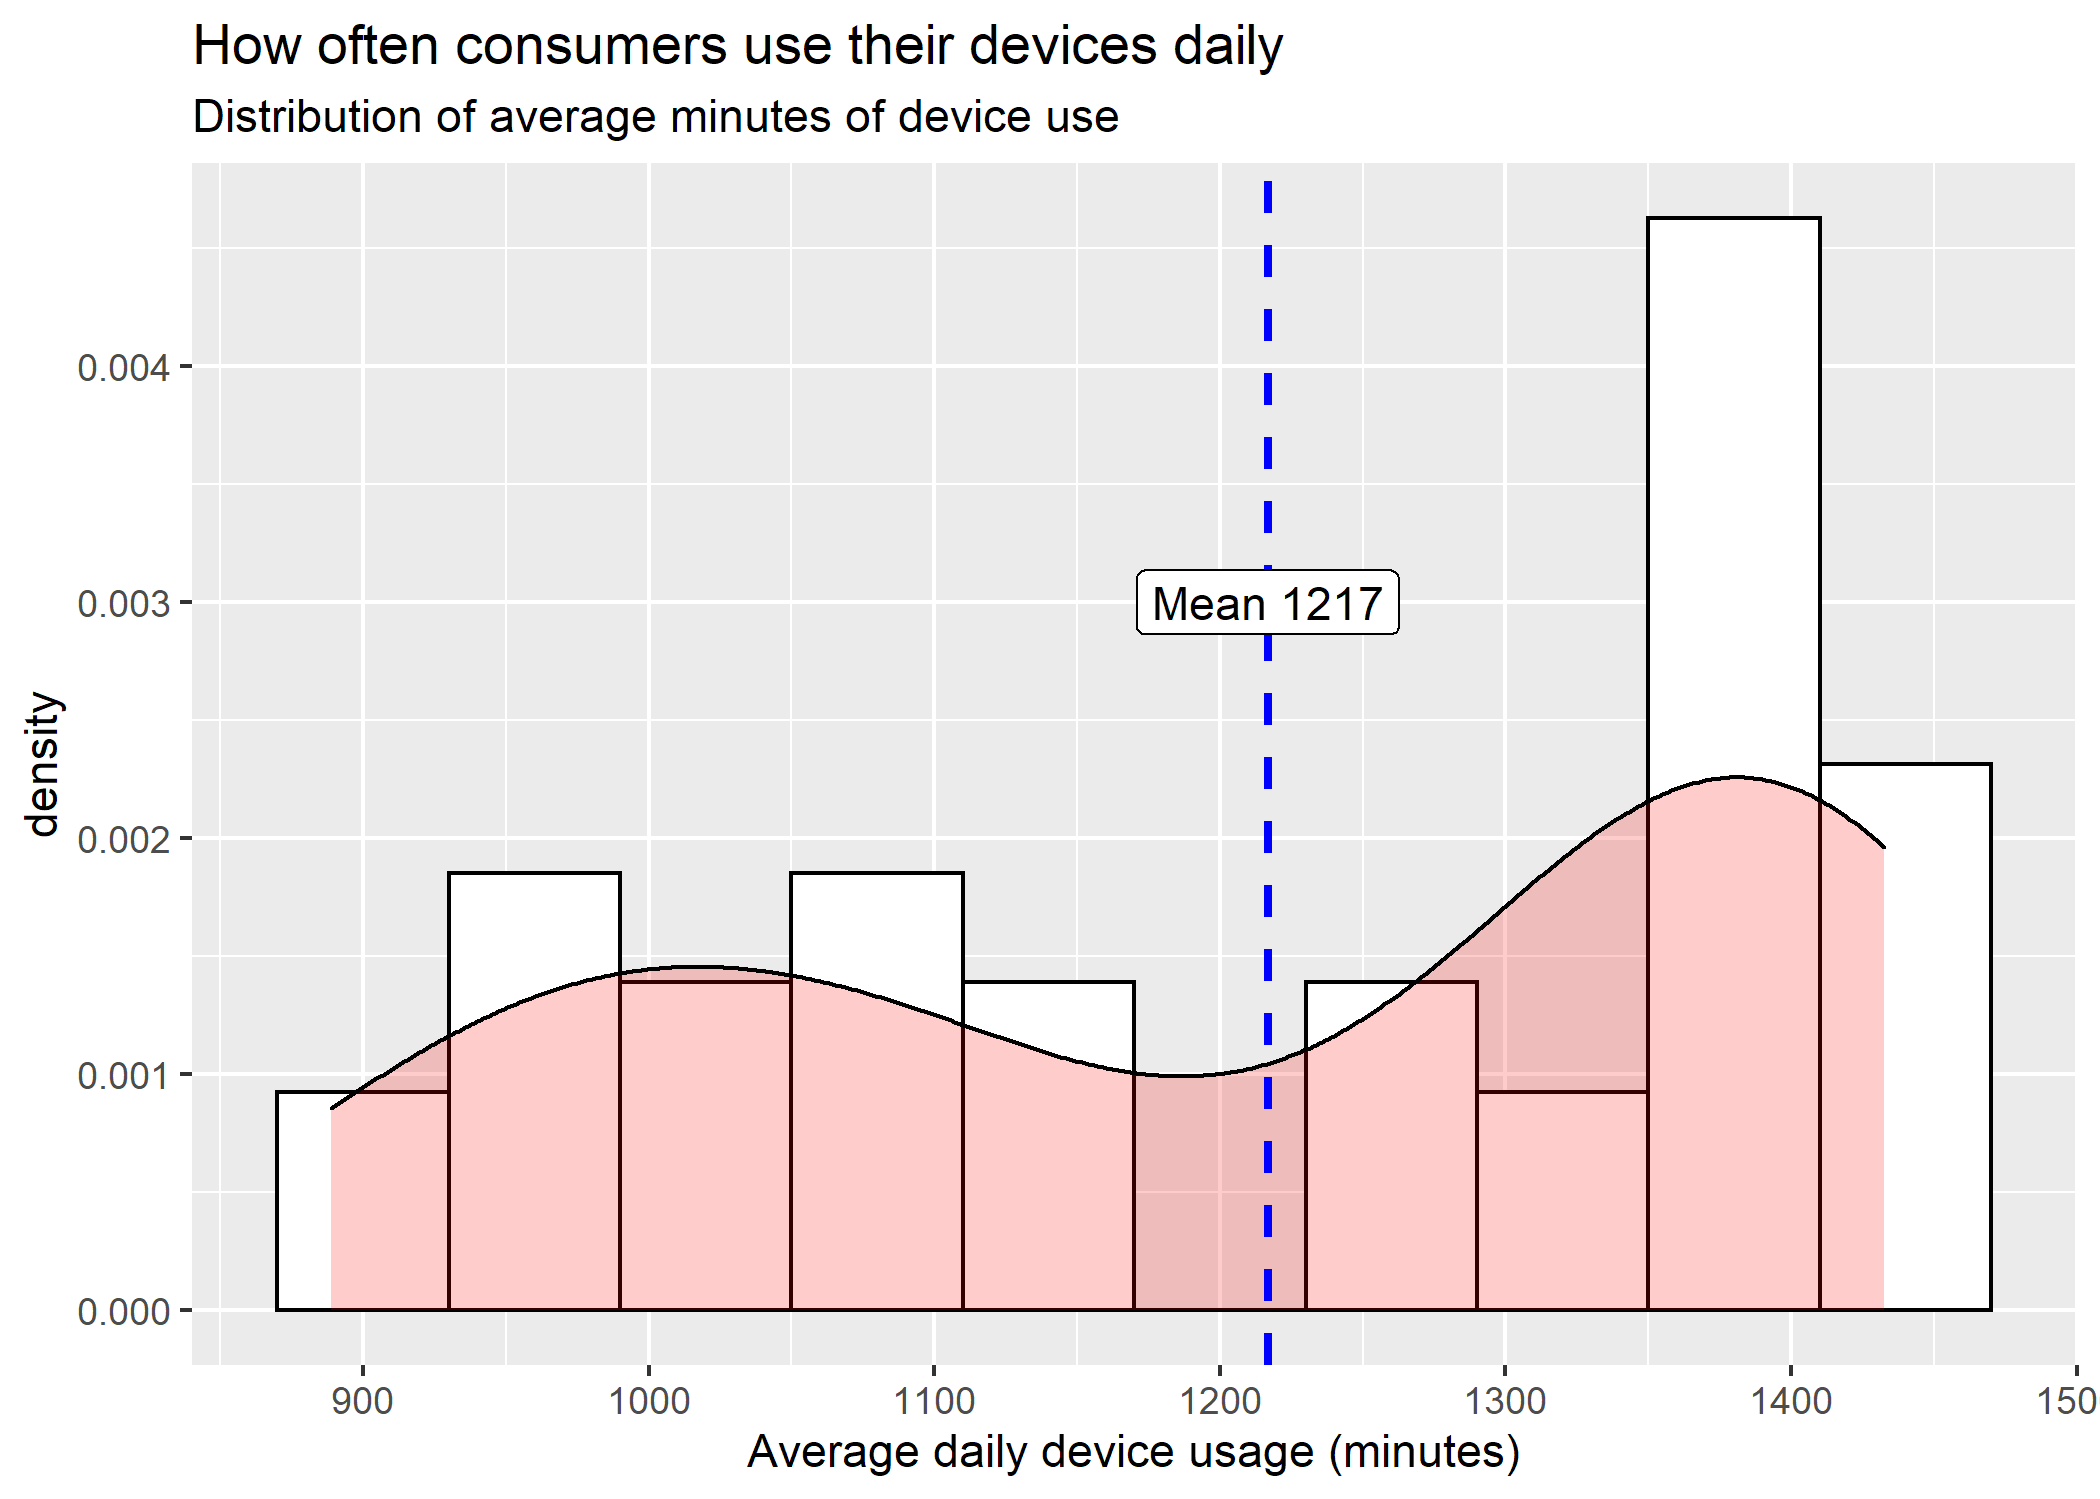 How often consumers use their devices daily
Distribution of average minutes of device use
0.004
0.003
0.002
0.001
0.000
density
Mean 1217
900 1000 1100 1200 1300 1400 150
Average daily device usage (minutes)